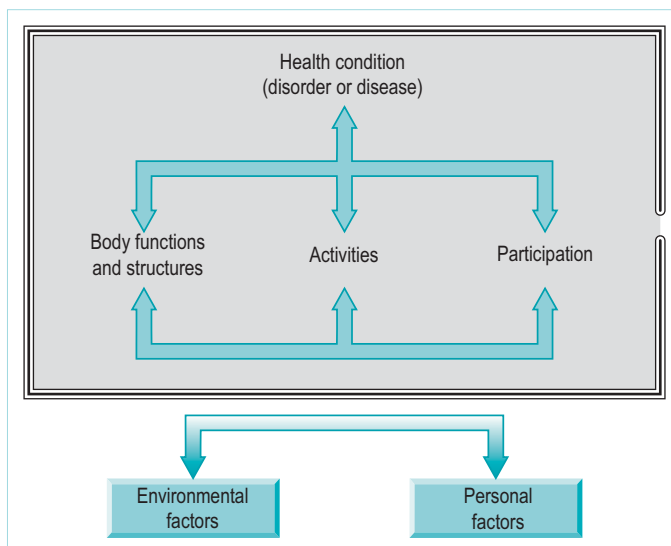 Health condition
(disorder or disease)
Body functions
and structures
Activities
Participation
Environmental
factors
Personal
factors